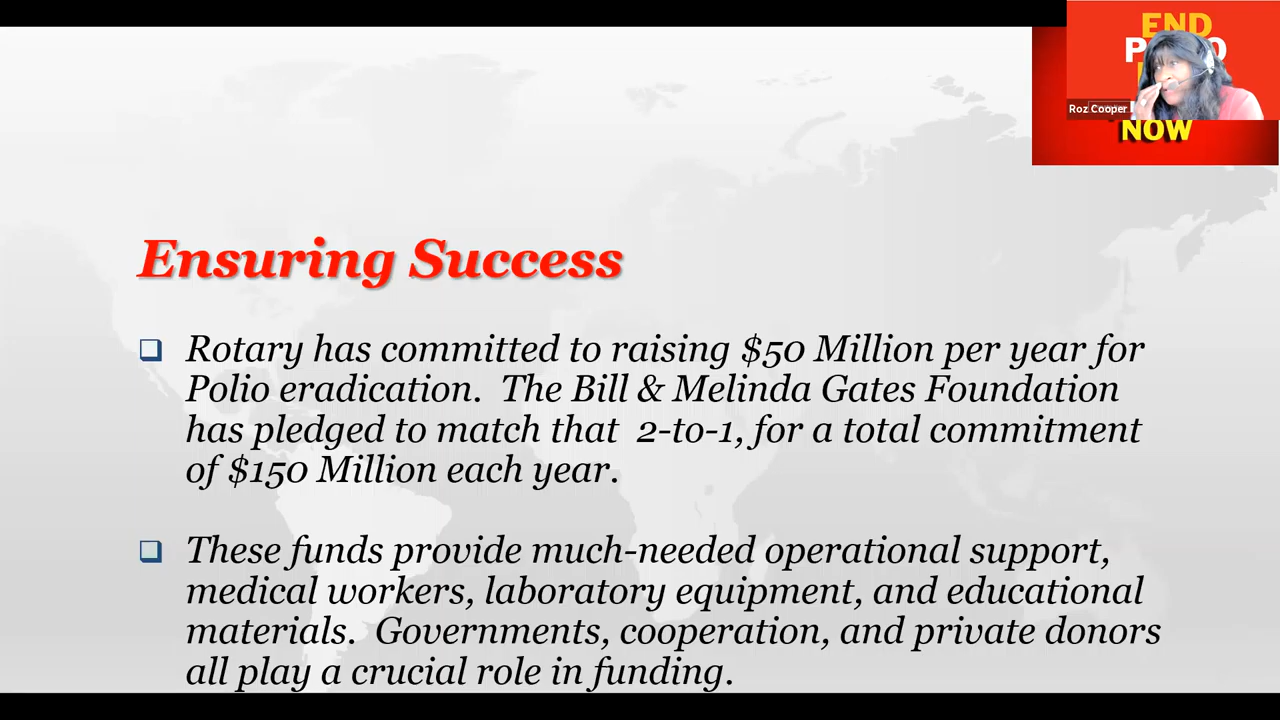 END
Roz Cooper
NOW
Ensuring Success
Rotary has committed to raising $50 Million per year for
Polio eradication.  The Bill & Melinda Gates Foundation
has pledged to match that  2-to-1, for a total commitment
of $150 Million each year.
These funds provide much-needed operational support,
medical workers, laboratory equipment, and educational
materials.  Governments, cooperation, and private donors
all play a crucial role in funding.